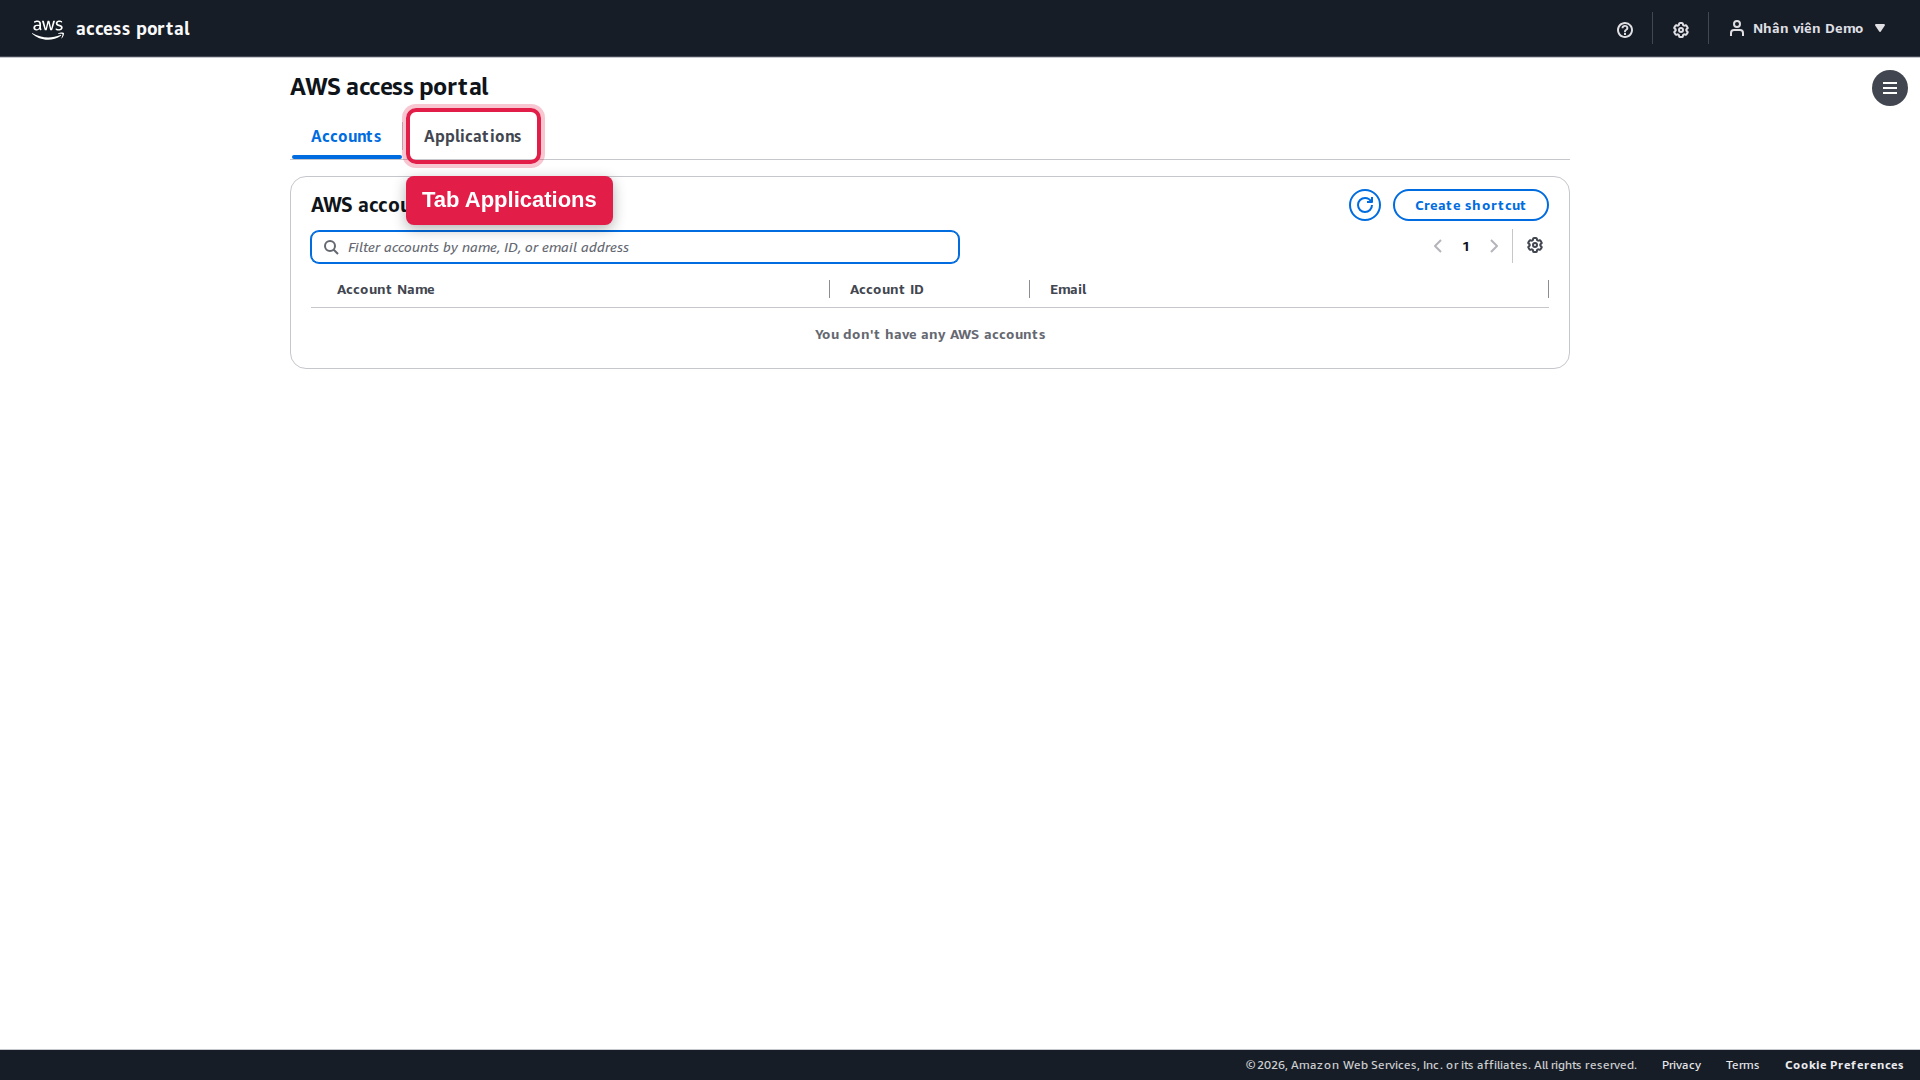 aws access portal
Nhân viên Demo
AWS access portal
Accounts
Applications
Tab Applications
AWS
Create shortcut
Filter accounts by name, ID, or email address
1
Account Name
Account ID
Email
You don't have any AWS accounts
©2026, Amazon Web Services, Inc. or its affiliates. All rights reserved.
Privacy
Terms
Cookie Preferences